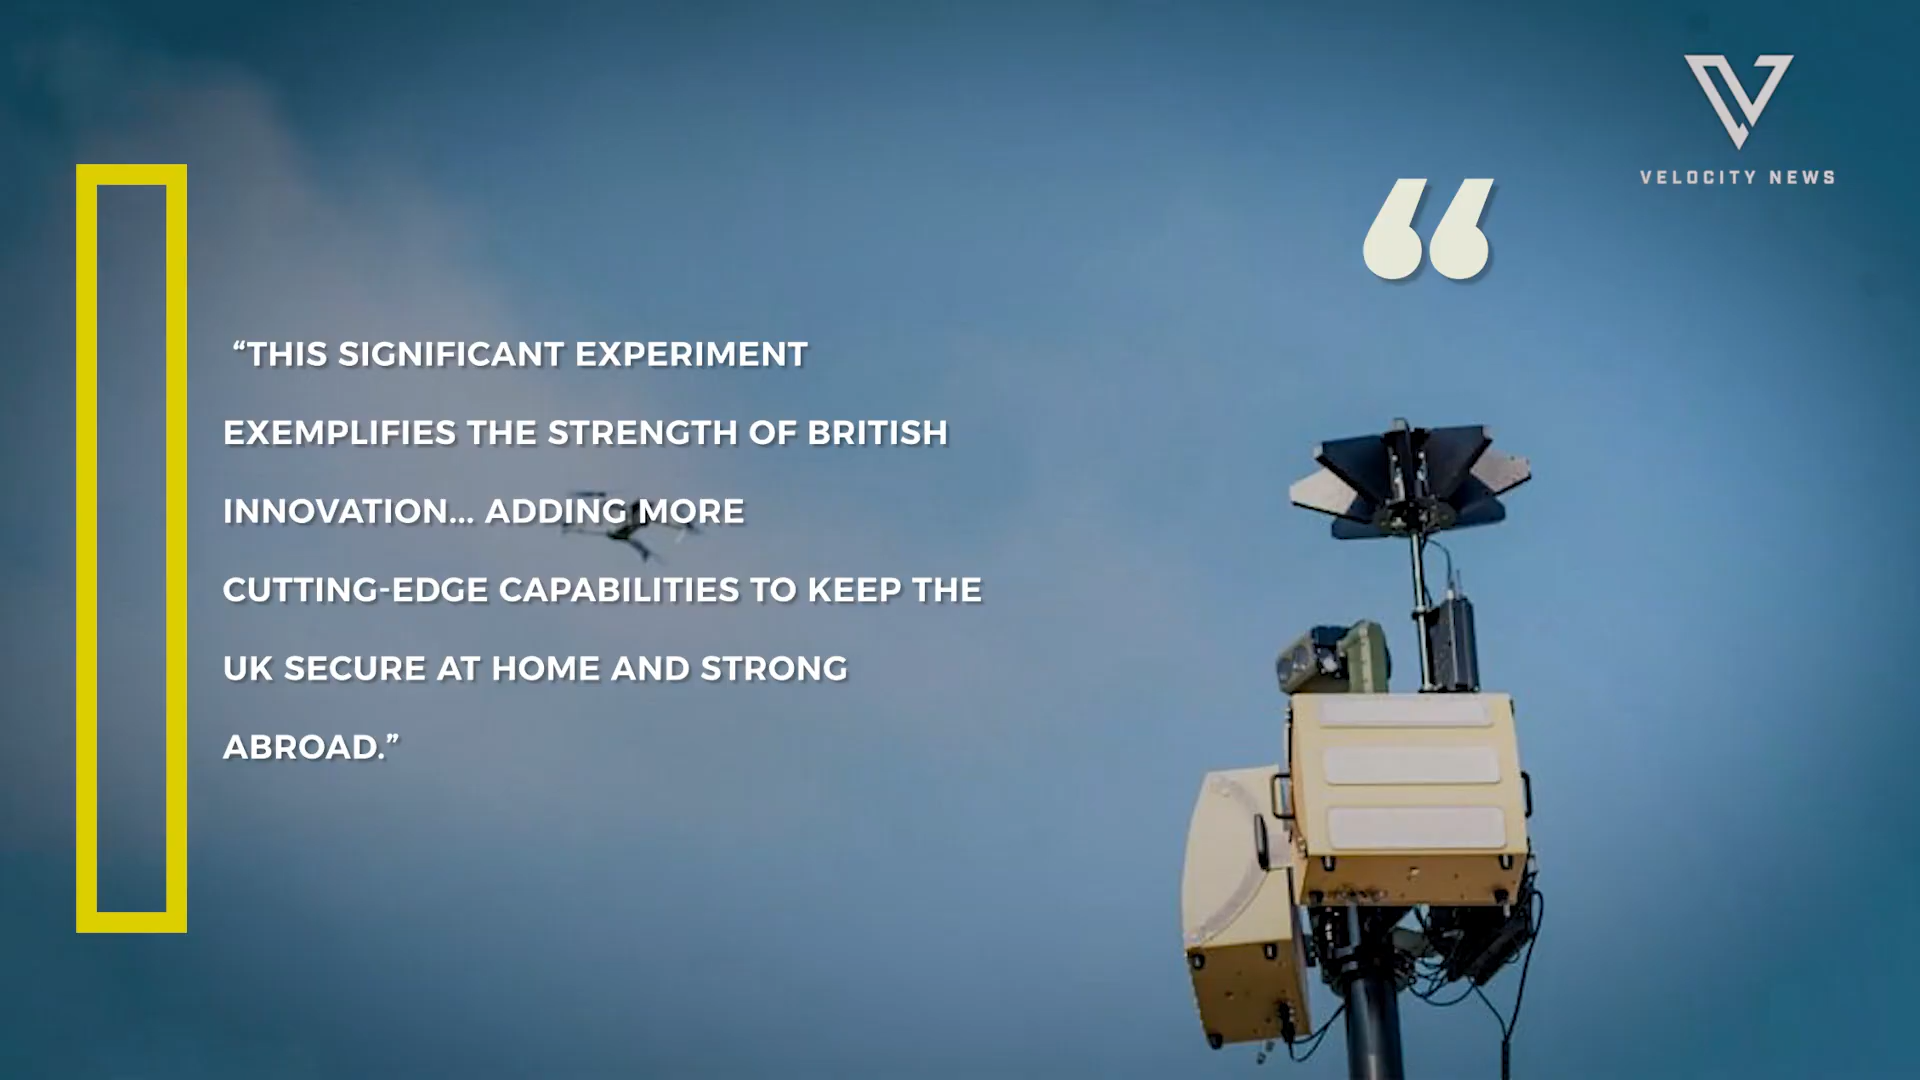 VELOCITY NEWS
“THIS SIGNIFICANT EXPERIMENT
EXEMPLIFIES THE STRENGTH OF BRITISH
INNOVATION... ADDING MORE
CUTTING-EDGE CAPABILITIES TO KEEP THE
UK SECURE AT HOME AND STRONG
ABROAD.”